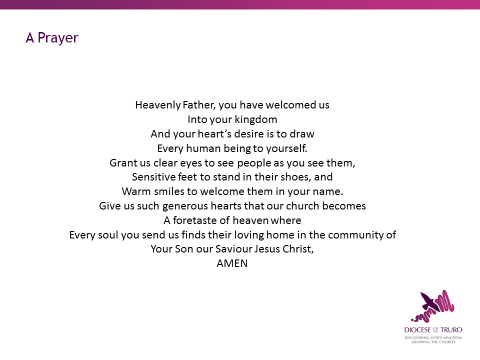 A Prayer
Heavenly Father, you have welcomed us
Into your kingdom
And your heart's desire is to draw
Every human being to yourself.
Grant us clear eyes to see people as you see them,
Sensitive feet to stand in their shoes, and
Warm smiles to welcome them in your name.
Give us such generous hearts that our church becomes
A foretaste of heaven where
Every soul you send us finds their loving home in the community of
Your Son our Saviour Jesus Christ,
AMEN
DIOCESE OF TRURO
DISCOVERING GOD'S KINGDOM
GROWING THE CHURCH